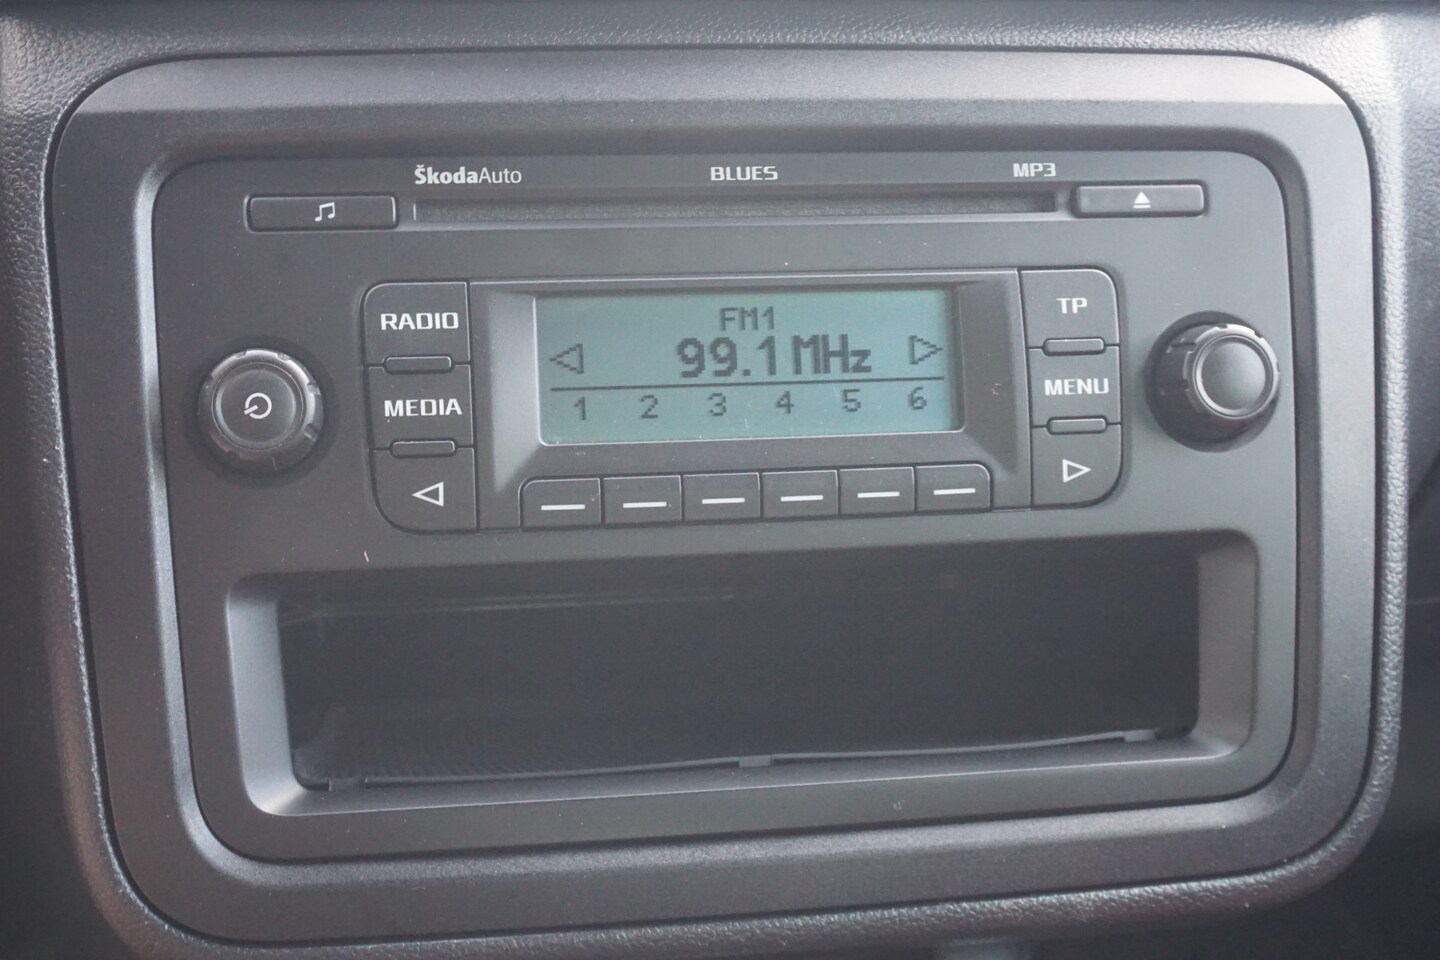 ŠkodaAuto
BLUES
MP3
RADIO
MEDIA
FM1
99.1 MHz
1 2 3 4 5 6
TP
MENU